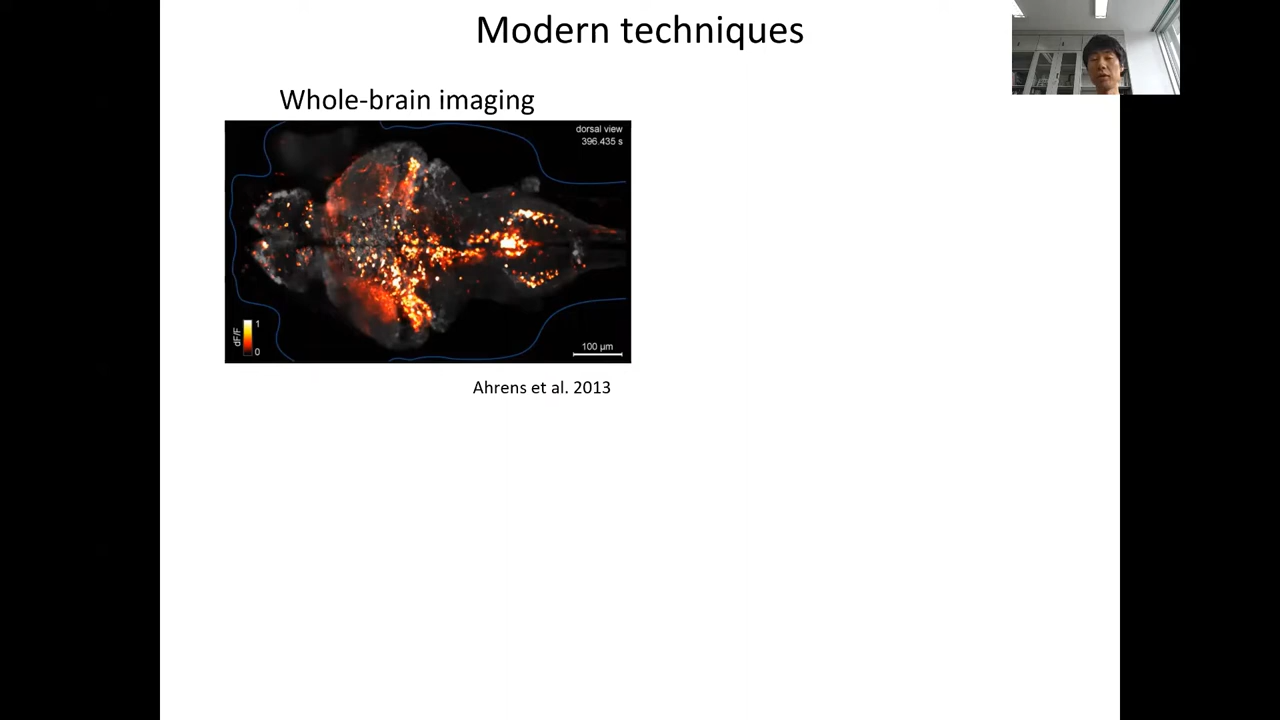 Modern techniques
Whole-brain imaging
dorsal view
396.435 s
dF/F
1
0
100 µm
Ahrens et al. 2013